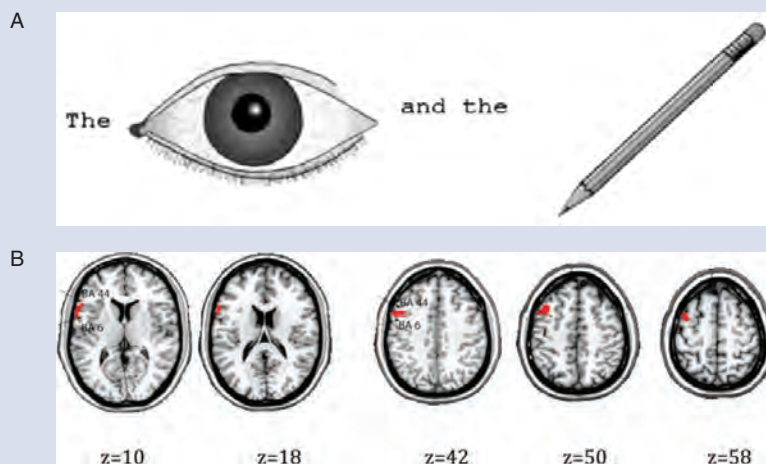 A
The
and the
B
BA 44
BA 6
BA 44
BA 6
z=10 z=18 z=42 z=50 z=58